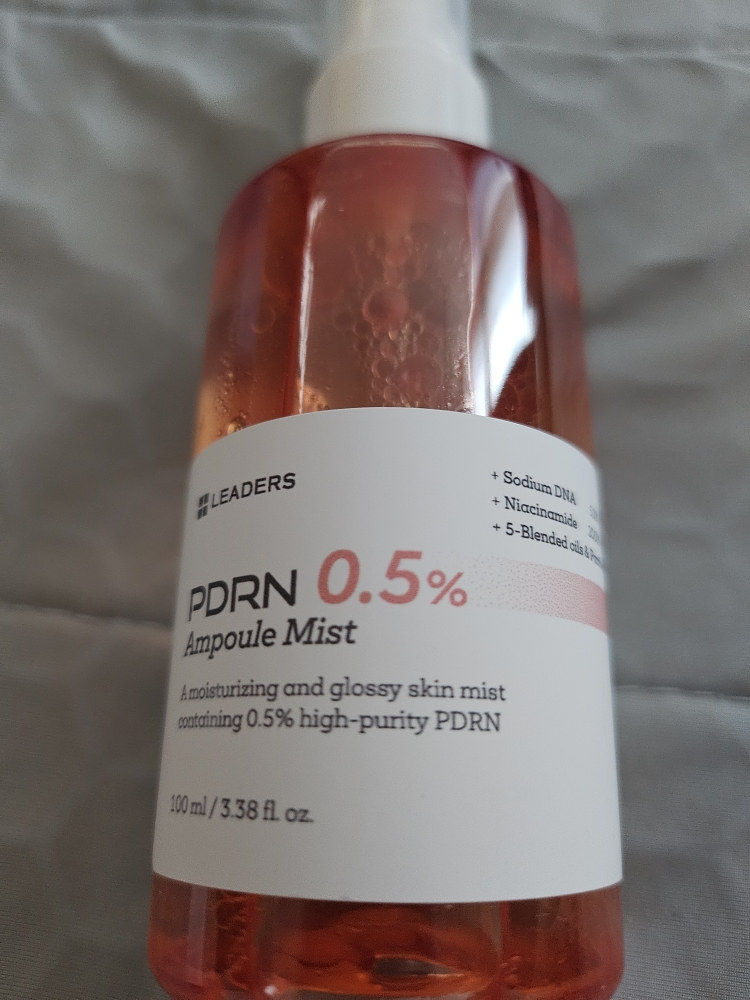 LEADERS
+ Sodium DNA
+ Niacinamide
+ 5-Blended oils &
PDRN 0.5%
Ampoule Mist
A moisturizing and glossy skin mist
containing 0.5% high-purity PDRN
100 ml / 3.38 fl. oz.